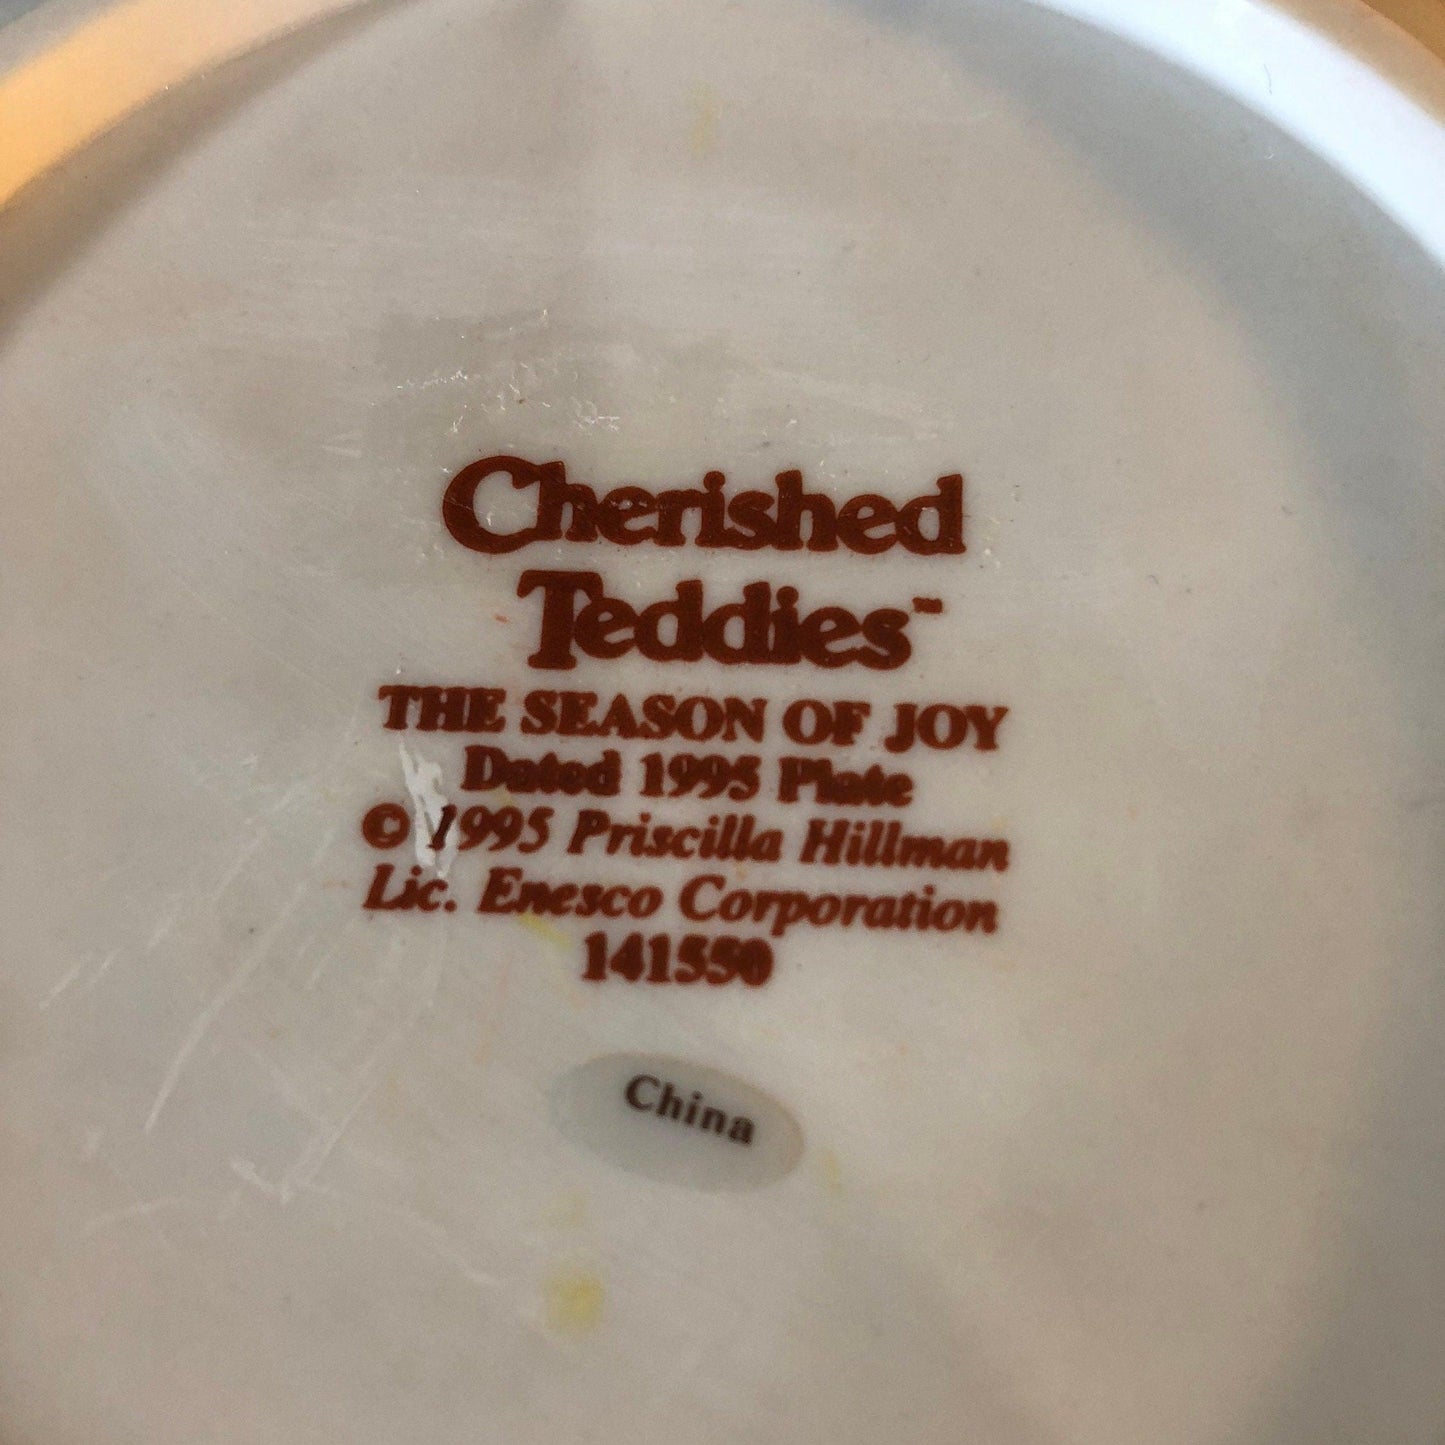 Cherished
Teddies™
THE SEASON OF JOY
Dated 1995 Plate
© 1995 Priscilla Hillman
Lic. Enesco Corporation
141550
China